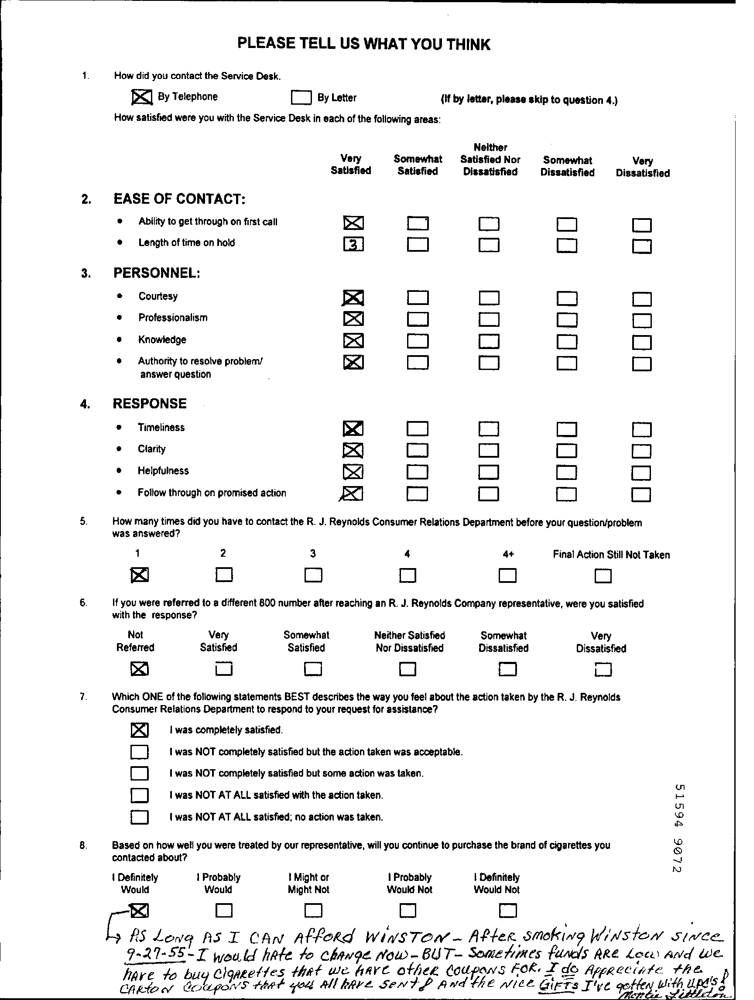 PLEASE TELL US WHAT YOU THINK
1. How did you contact the Service Desk.
By Telephone By Letter (If by letter, please skip to question 4.)
How satisfied were you with the Service Desk in each of the following areas:
Very Satisfied Somewhat Satisfied Neither Satisfied Nor Dissatisfied Somewhat Dissatisfied Very Dissatisfied
2. EASE OF CONTACT:
• Ability to get through on first call
• Length of time on hold 3
3. PERSONNEL:
• Courtesy
• Professionalism
• Knowledge
• Authority to resolve problem/
answer question
4. RESPONSE
• Timeliness
• Clarity
• Helpfulness
• Follow through on promised action
5. How many times did you have to contact the R. J. Reynolds Consumer Relations Department before your question/problem
was answered?
1 2 3 4 4+ Final Action Still Not Taken
6. If you were referred to a different 800 number after reaching an R. J. Reynolds Company representative, were you satisfied
with the response?
Not Referred Very Satisfied Somewhat Satisfied Neither Satisfied Nor Dissatisfied Somewhat Dissatisfied Very Dissatisfied
7. Which ONE of the following statements BEST describes the way you feel about the action taken by the R. J. Reynolds
Consumer Relations Department to respond to your request for assistance?
I was completely satisfied.
I was NOT completely satisfied but the action taken was acceptable.
I was NOT completely satisfied but some action was taken.
I was NOT AT ALL satisfied with the action taken.
I was NOT AT ALL satisfied; no action was taken.
51594 9072
8. Based on how well you were treated by our representative, will you continue to purchase the brand of cigarettes you
contacted about?
I Definitely Would I Probably Would I Might or Might Not I Probably Would Not I Definitely Would Not
AS LONG AS I CAN AFFORD WINSTON - AFTER SMOKING WINSTON SINCE
9-27-55 - I WOULD HATE TO CHANGE NOW - BUT - SOMETIMES FUNDS ARE LOW AND WE
HAVE TO BUY CIGARETTES THAT WE HAVE OTHER COUPONS FOR. I DO APPRECIATE THE
CARTON COUPONS THAT YOU ALL HAVE SENT! AND THE NICE GIFTS I'VE GOTTEN WITH UPC'S!
Littleton